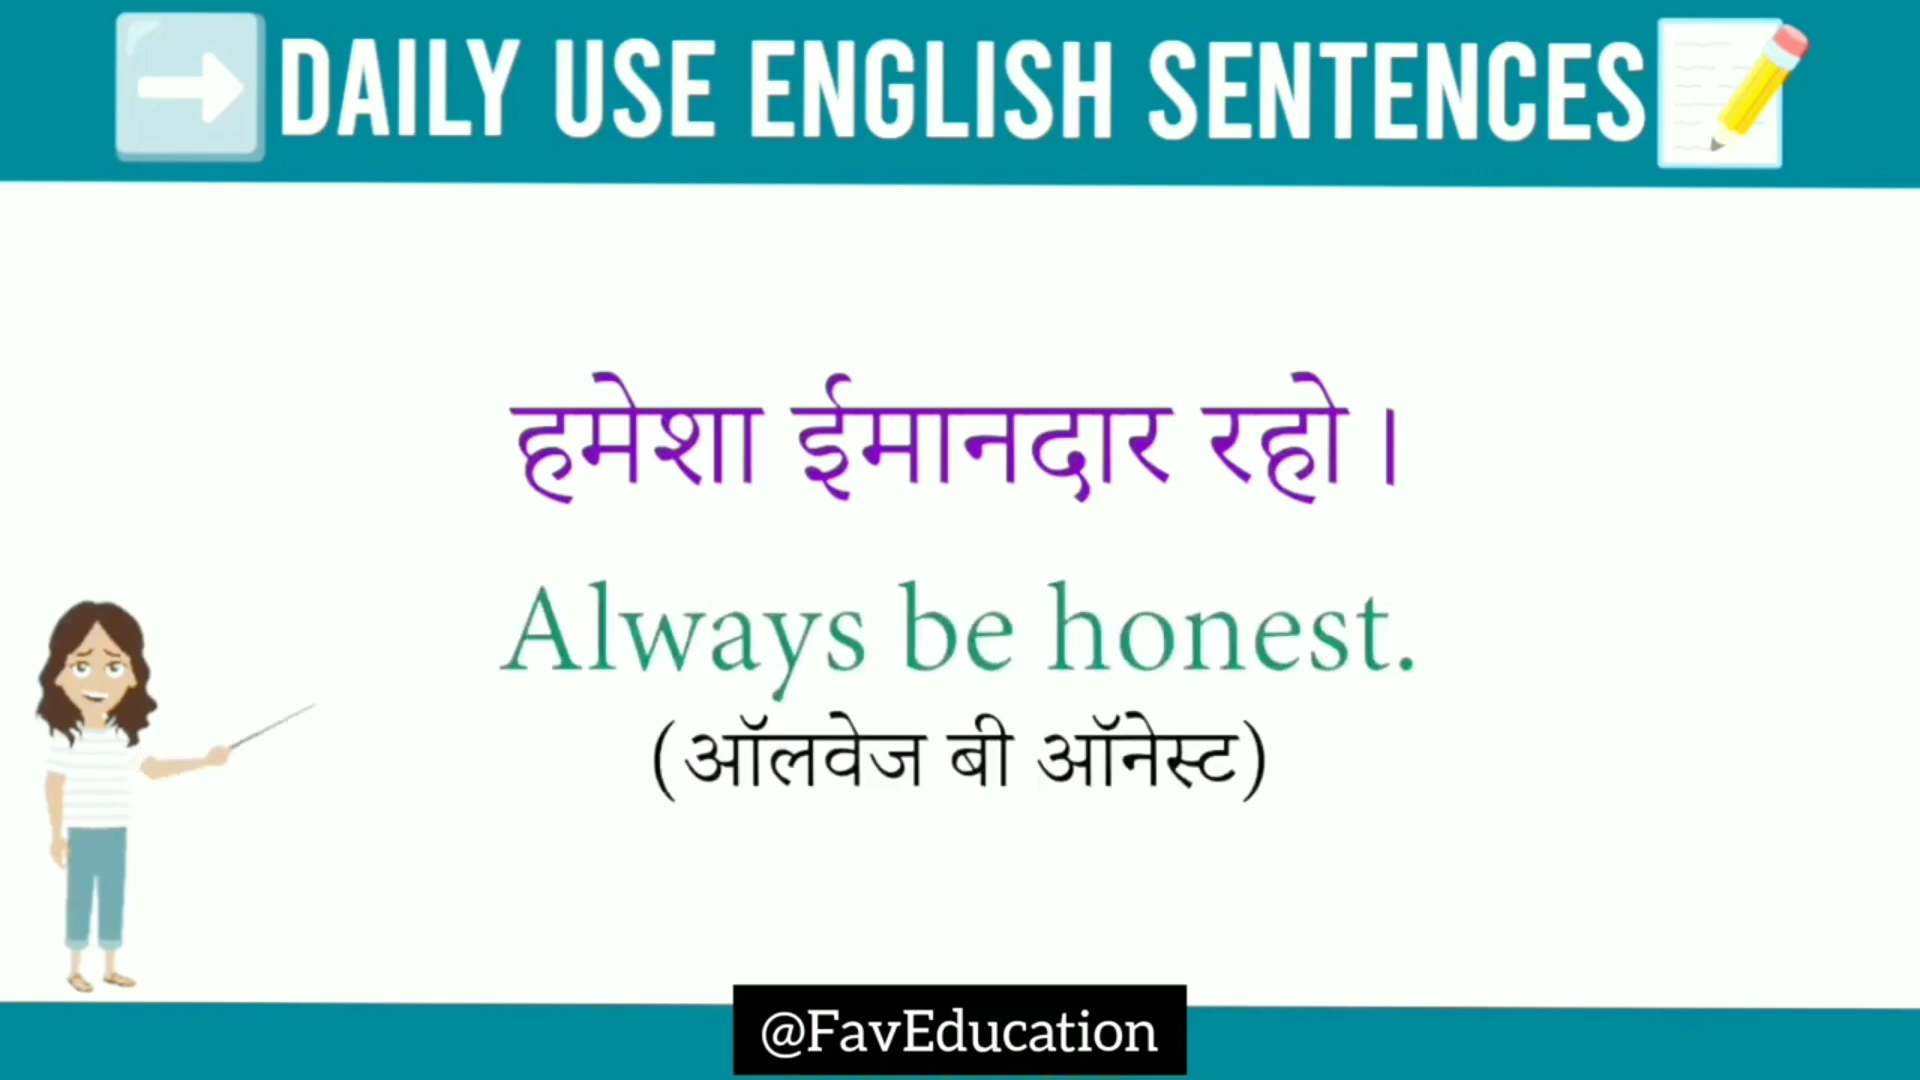 DAILY USE ENGLISH SENTENCES
हमेशा ईमानदार रहो।
Always be honest.
(ऑलवेज बी ऑनेस्ट)
@FavEducation